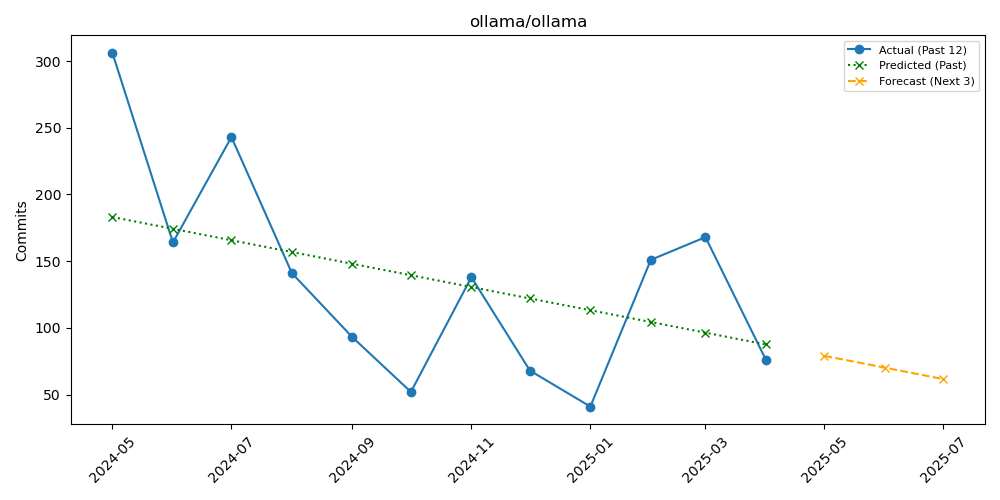 ollama/ollama
Actual (Past 12)
Predicted (Past)
Forecast (Next 3)
Commits
300
250
200
150
100
50
2024-05
2024-07
2024-09
2024-11
2025-01
2025-03
2025-05
2025-07